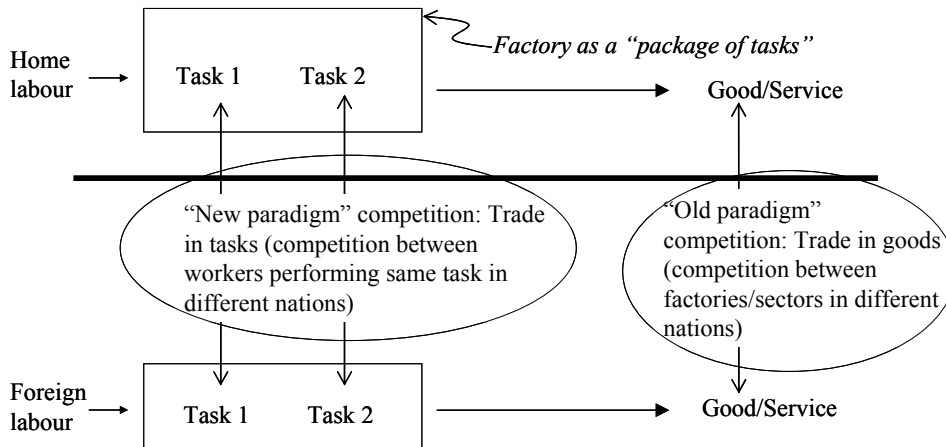 Factory as a “package of tasks”
Home
labour
Task 1 Task 2
Good/Service
“New paradigm” competition: Trade
in tasks (competition between
workers performing same task in
different nations)
“Old paradigm”
competition: Trade in goods
(competition between
factories/sectors in different
nations)
Foreign
labour
Task 1 Task 2
Good/Service